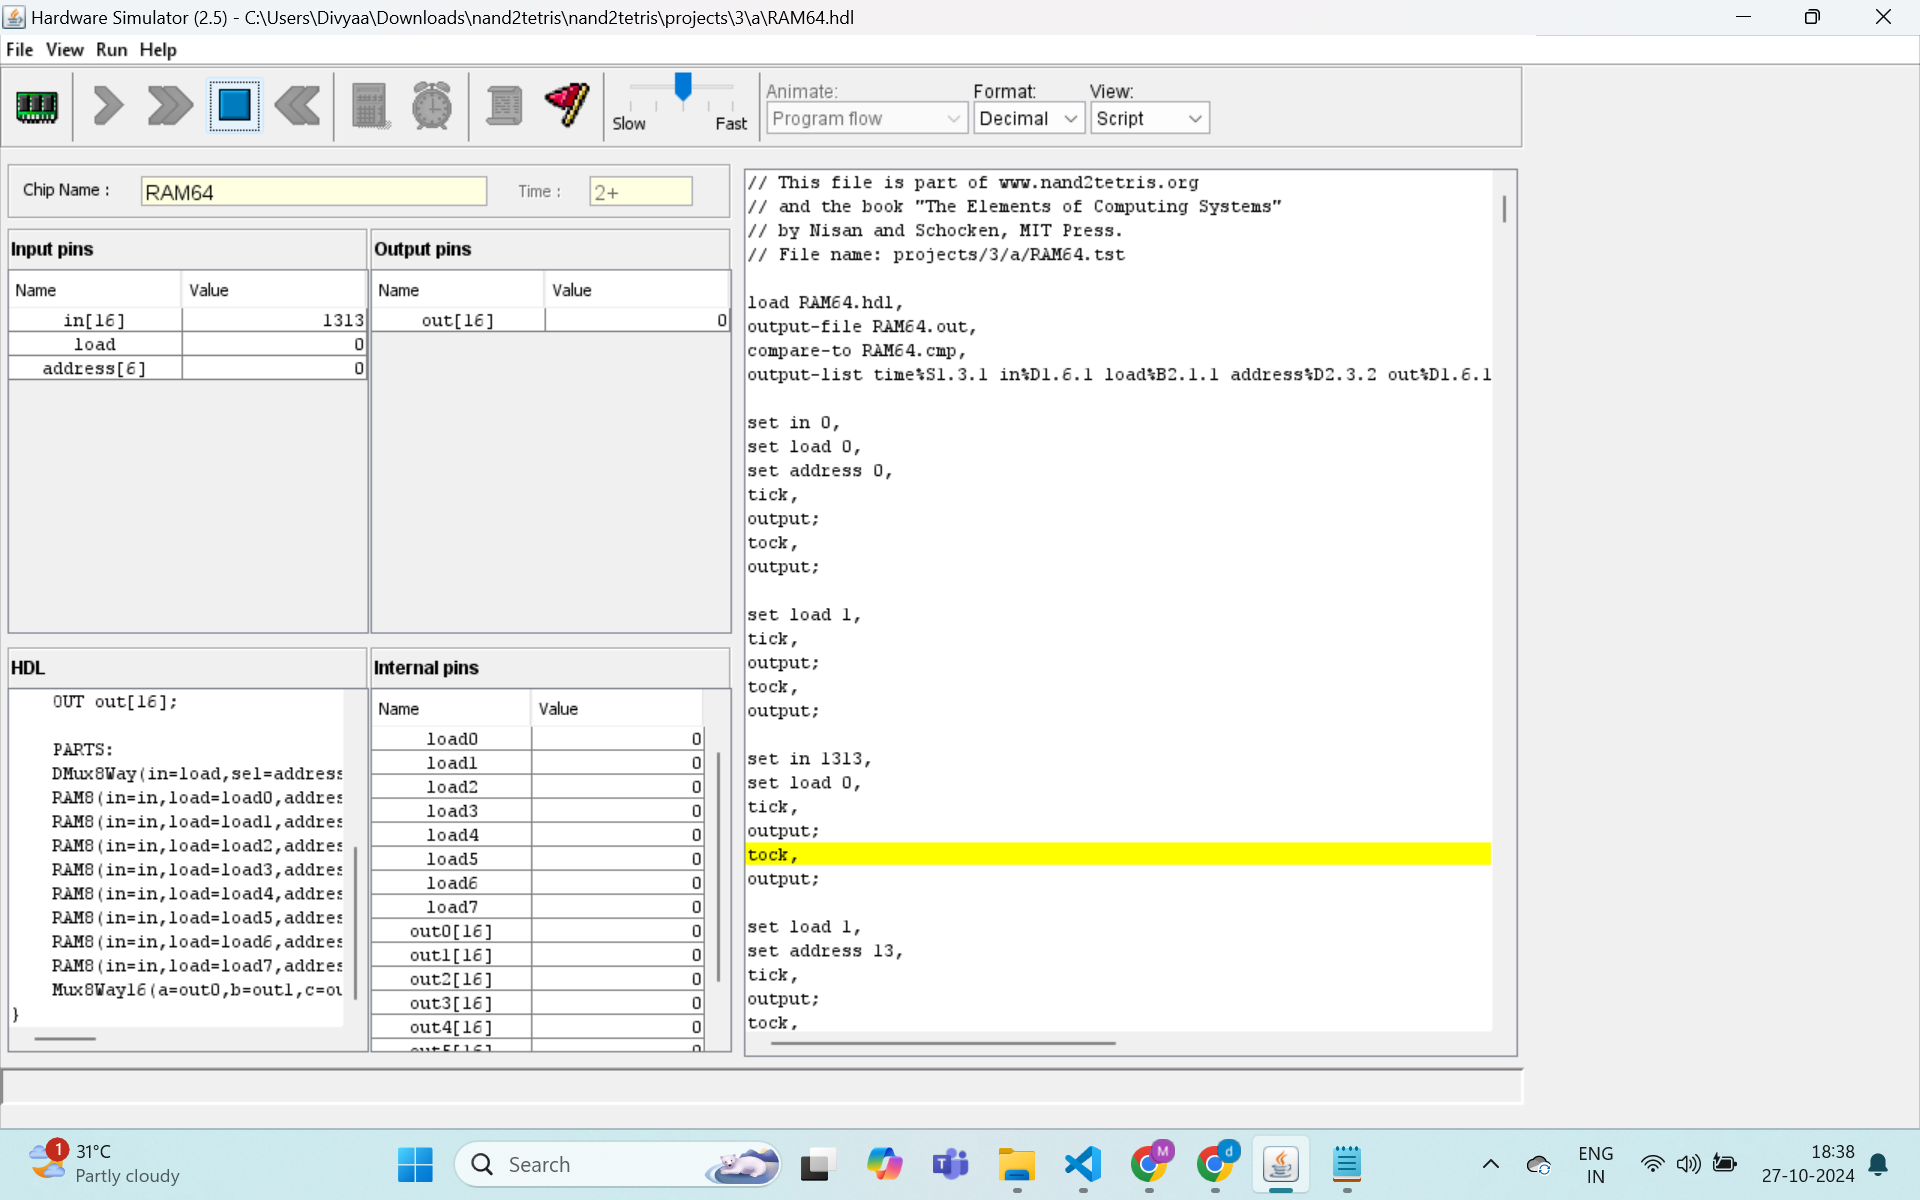 Hardware Simulator (2.5) - C:\Users\Divyaa\Downloads\nand2tetris\nand2tetris\projects\3\a\RAM64.hdl
File View Run Help
Slow Fast
Animate:
Program flow
Format:
Decimal
View:
Script
Chip Name :
RAM64
Time :
2+
Input pins
Name Value
in[16] 1313
load 0
address[6] 0
Output pins
Name Value
out[16] 0
HDL
OUT out[16];
PARTS:
DMux8Way(in=load,sel=address
RAM8(in=in,load=load0,addres
RAM8(in=in,load=load1,addres
RAM8(in=in,load=load2,addres
RAM8(in=in,load=load3,addres
RAM8(in=in,load=load4,addres
RAM8(in=in,load=load5,addres
RAM8(in=in,load=load6,addres
RAM8(in=in,load=load7,addres
Mux8Way16(a=out0,b=out1,c=ou
}
Internal pins
Name Value
load0 0
load1 0
load2 0
load3 0
load4 0
load5 0
load6 0
load7 0
out0[16] 0
out1[16] 0
out2[16] 0
out3[16] 0
out4[16] 0
out5[16] 0
// This file is part of www.nand2tetris.org
// and the book "The Elements of Computing Systems"
// by Nisan and Schocken, MIT Press.
// File name: projects/3/a/RAM64.tst
load RAM64.hdl,
output-file RAM64.out,
compare-to RAM64.cmp,
output-list time%S1.3.1 in%D1.6.1 load%B2.1.1 address%D2.3.2 out%D1.6.1
set in 0,
set load 0,
set address 0,
tick,
output;
tock,
output;
set load 1,
tick,
output;
tock,
output;
set in 1313,
set load 0,
tick,
output;
tock,
output;
set load 1,
set address 13,
tick,
output;
tock,
1
31°C
Partly cloudy
Search
M
d
ENG
IN
18:38
27-10-2024